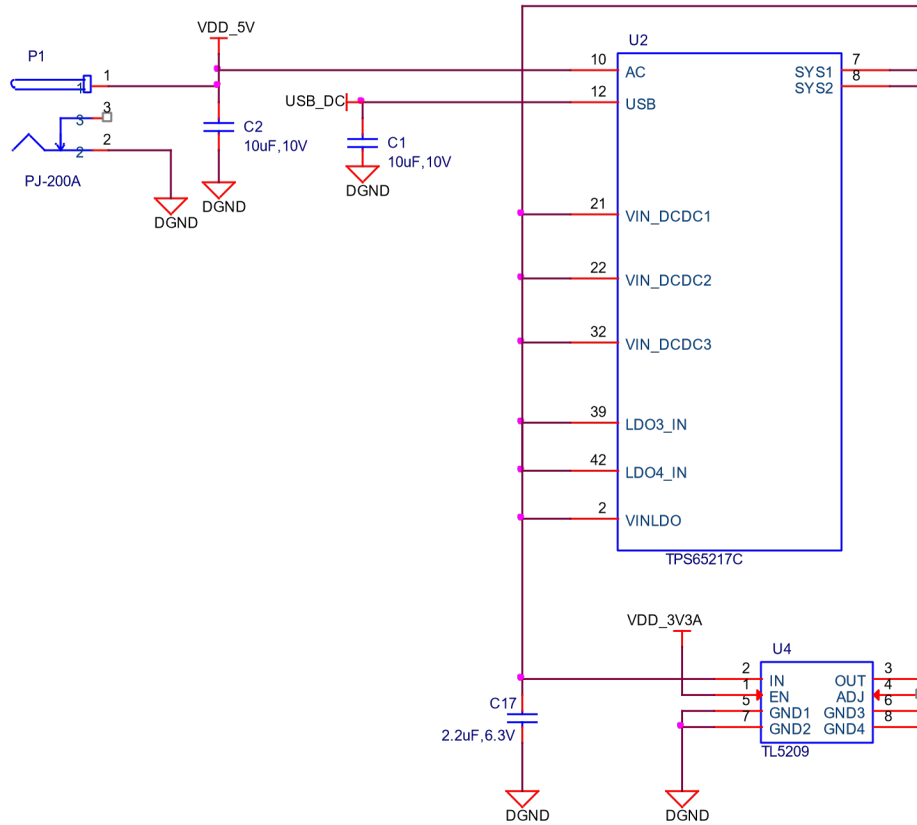 VDD_5V
P1
1
1
3
3
2
2
PJ-200A
DGND
C2
10uF,10V
DGND
USB_DC
C1
10uF,10V
DGND
U2
10
AC
12
USB
SYS1
7
SYS2
8
21
VIN_DCDC1
22
VIN_DCDC2
32
VIN_DCDC3
39
LDO3_IN
42
LDO4_IN
2
VINLDO
TPS65217C
VDD_3V3A
U4
2
IN
OUT
3
1
EN
ADJ
4
5
GND1
GND3
6
7
GND2
GND4
8
TL5209
C17
2.2uF,6.3V
DGND
DGND